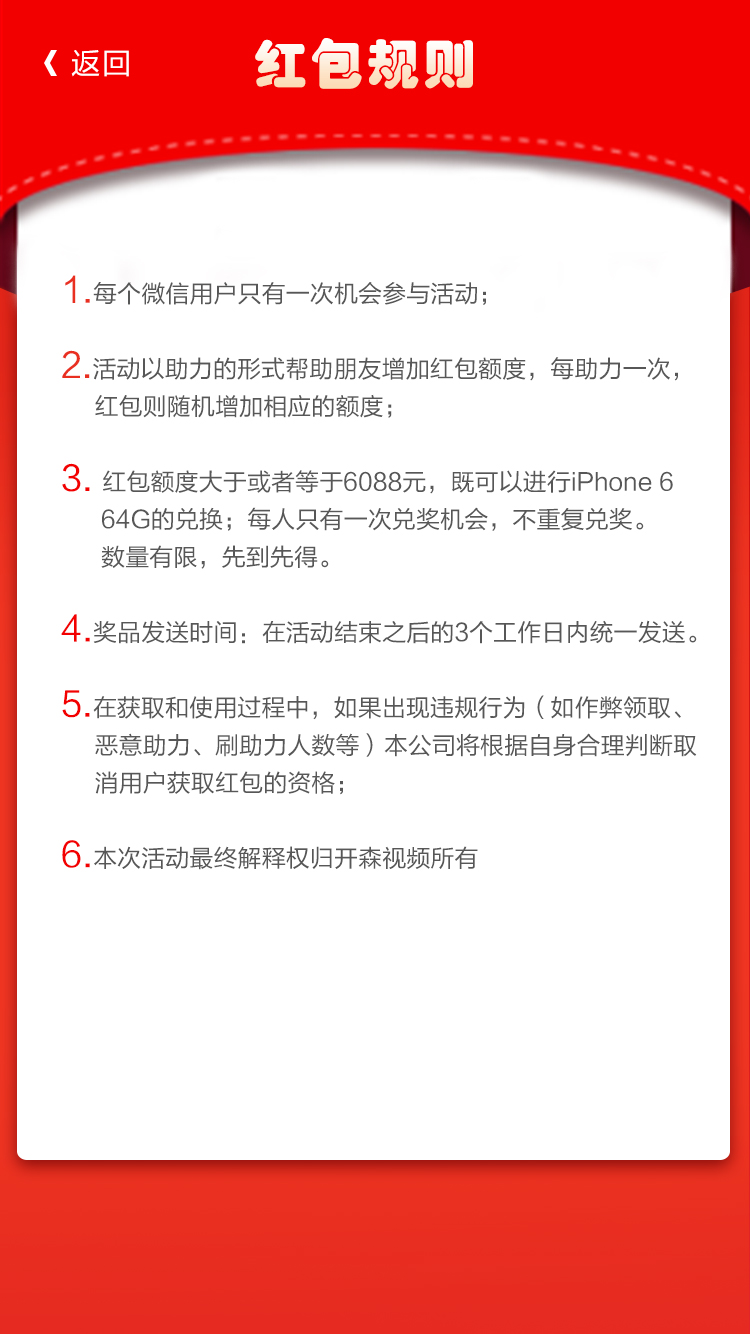 ❮ 返回
红包规则
1.每个微信用户只有一次机会参与活动；
2.活动以助力的形式帮助朋友增加红包额度，每助力一次，
红包则随机增加相应的额度；
3. 红包额度大于或者等于6088元，既可以进行iPhone 6
64G的兑换；每人只有一次兑奖机会，不重复兑奖。
数量有限，先到先得。
4.奖品发送时间：在活动结束之后的3个工作日内统一发送。
5.在获取和使用过程中，如果出现违规行为（如作弊领取、
恶意助力、刷助力人数等）本公司将根据自身合理判断取
消用户获取红包的资格；
6.本次活动最终解释权归开森视频所有